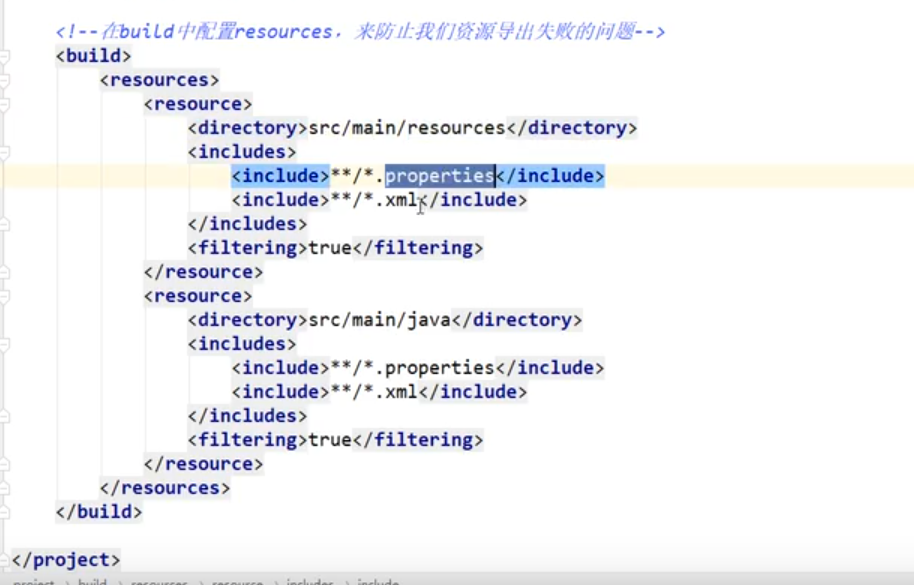 <!--在build中配置resources，来防止我们资源导出失败的问题-->
<build>
<resources>
<resource>
<directory>src/main/resources</directory>
<includes>
<include>**/*.properties</include>
<include>**/*.xml</include>
</includes>
<filtering>true</filtering>
</resource>
<resource>
<directory>src/main/java</directory>
<includes>
<include>**/*.properties</include>
<include>**/*.xml</include>
</includes>
<filtering>true</filtering>
</resource>
</resources>
</build>
</project>
project › build › resources › resource › includes › include